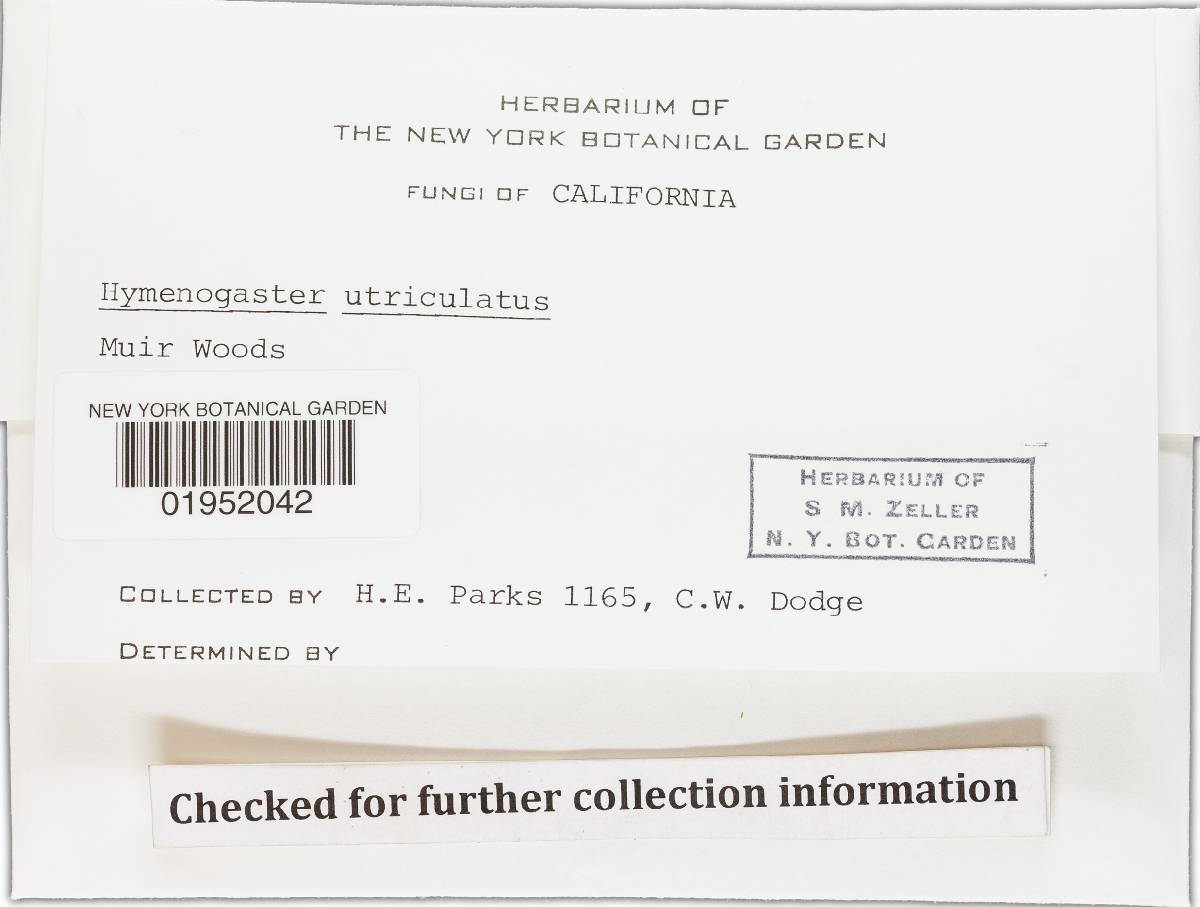 HERBARIUM OF
THE NEW YORK BOTANICAL GARDEN
FUNGI OF CALIFORNIA
Hymenogaster utriculatus
Muir Woods
NEW YORK BOTANICAL GARDEN
01952042
HERBARIUM OF
S M. ZELLER
N. Y. BOT. GARDEN
COLLECTED BY H.E. Parks 1165, C.W. Dodge
DETERMINED BY
Checked for further collection information